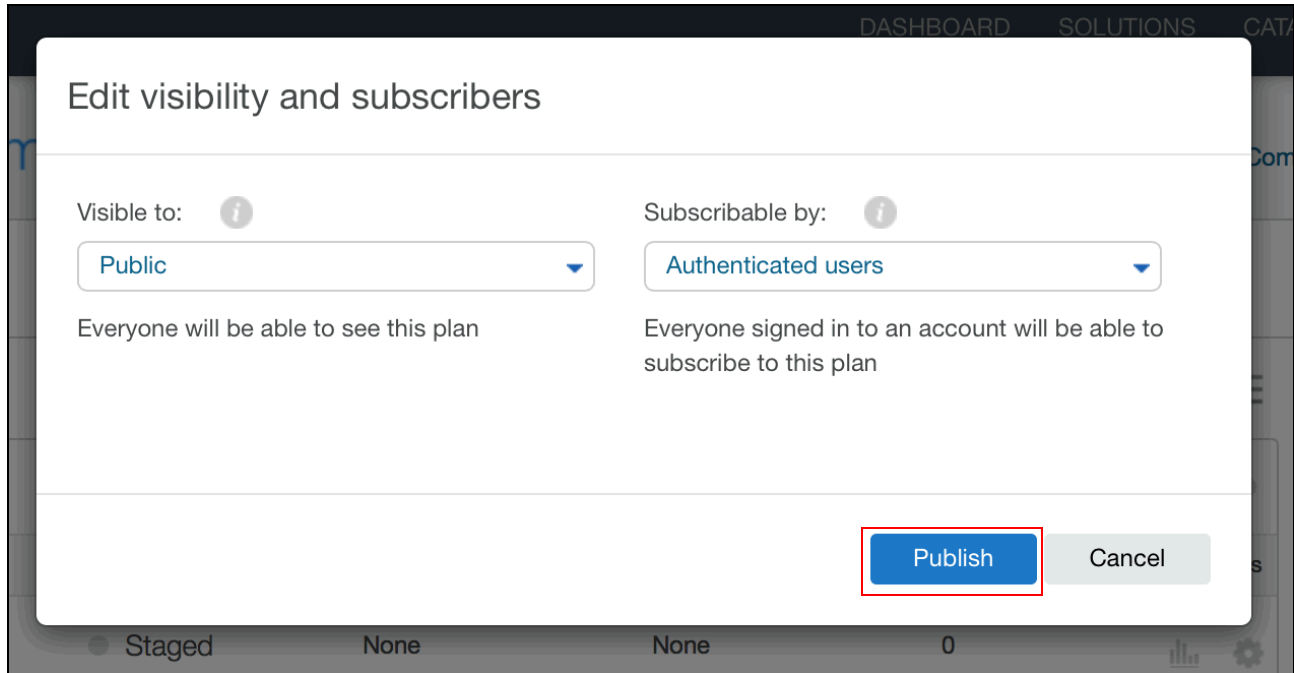 DASHBOARD SOLUTIONS
Edit visibility and subscribers
Visible to:
Subscribable by:
Public
Authenticated users
Everyone will be able to see this plan
Everyone signed in to an account will be able to
subscribe to this plan
Publish
Cancel
Staged None None 0